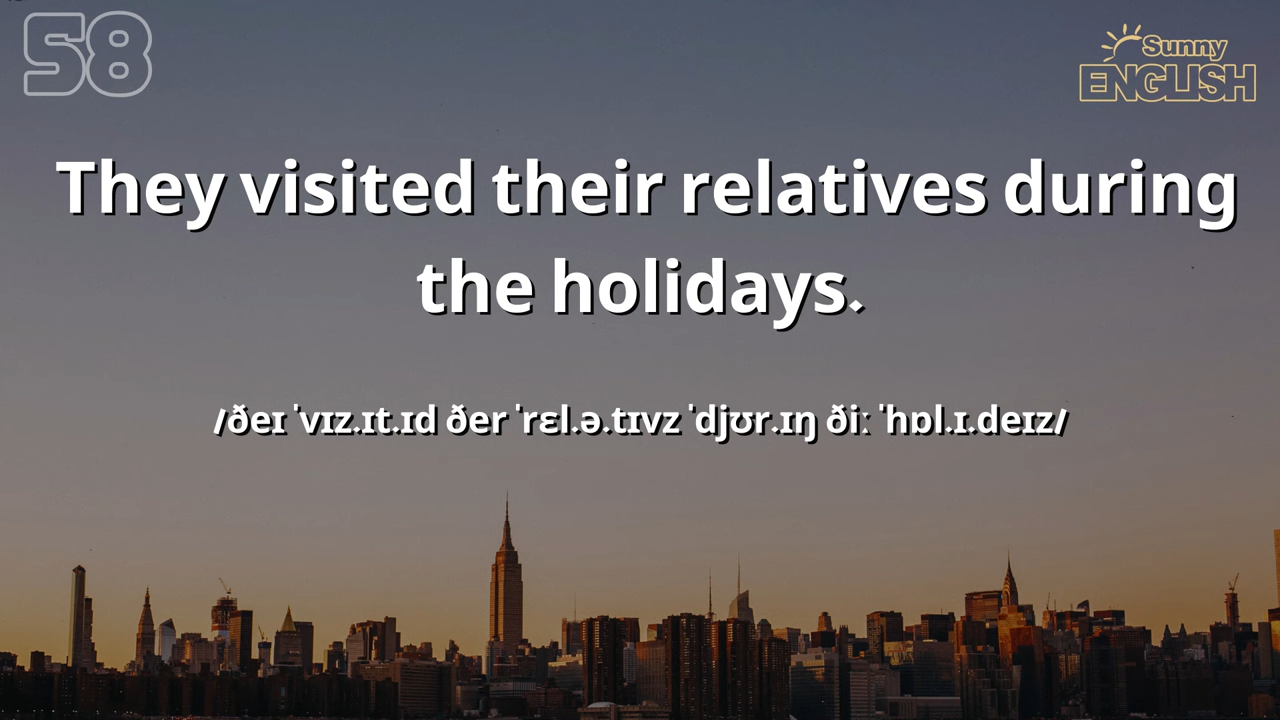 58
Sunny
ENGLISH
They visited their relatives during
the holidays.
/ðeɪ ˈvɪz.ɪt.ɪd ðer ˈrɛl.ə.tɪvz ˈdjʊr.ɪŋ ðiː ˈhɒl.ɪ.deɪz/